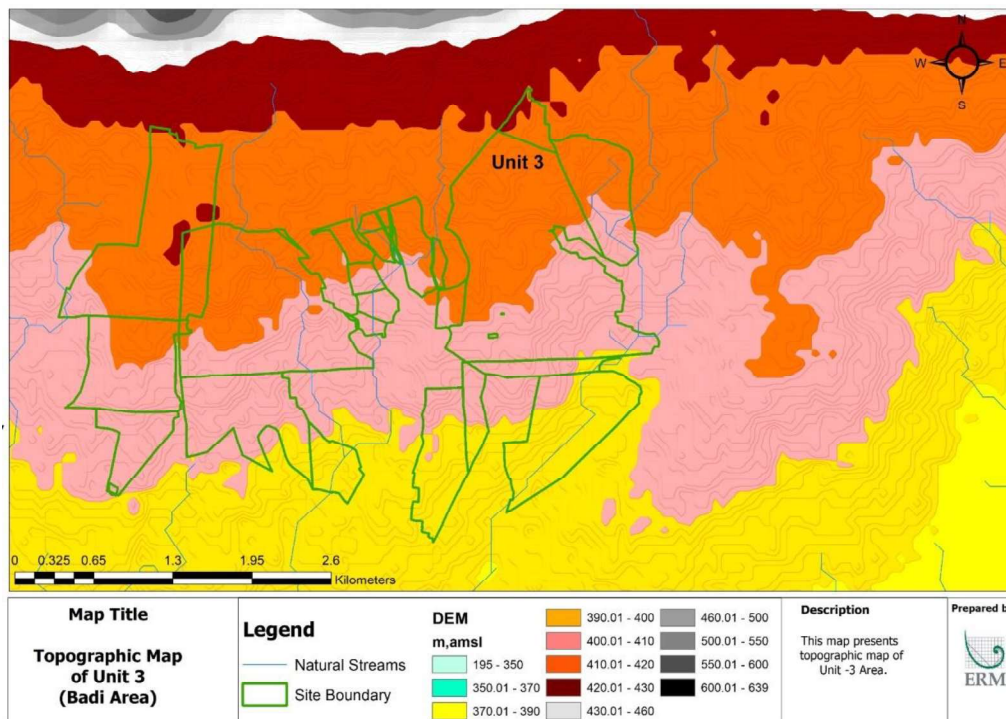 N
W E
S
Unit 3
0 0.325 0.65 1.3 1.95 2.6
Kilometers
Map Title
Topographic Map
of Unit 3
(Badi Area)
Legend
Natural Streams
Site Boundary
DEM
m,amsl
195 - 350
350.01 - 370
370.01 - 390
390.01 - 400
400.01 - 410
410.01 - 420
420.01 - 430
430.01 - 460
460.01 - 500
500.01 - 550
550.01 - 600
600.01 - 639
Description
This map presents
topographic map of
Unit -3 Area.
Prepared b
ERM